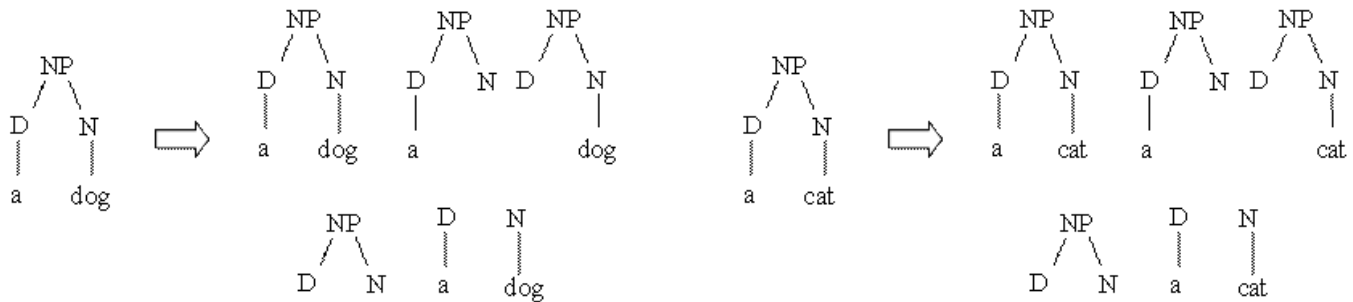 NP NP NP NP NP NP
NP NP
D N D N D N D N D N D N
D N D N
a dog a dog a cat a cat
a dog a cat
NP D N NP D N
D N a dog D N a cat